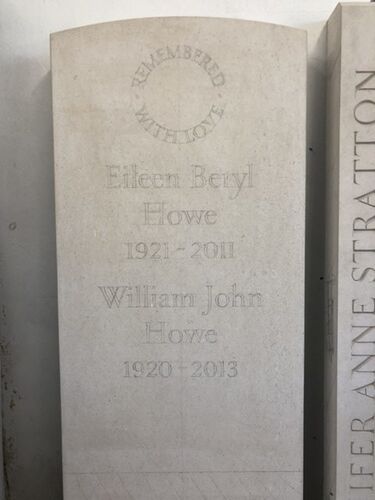 · REMEMBERED ·
WITH LOVE
Eileen Beryl
Howe
1921 - 2011
William John
Howe
1920 - 2013
IFER ANNE STRATTON